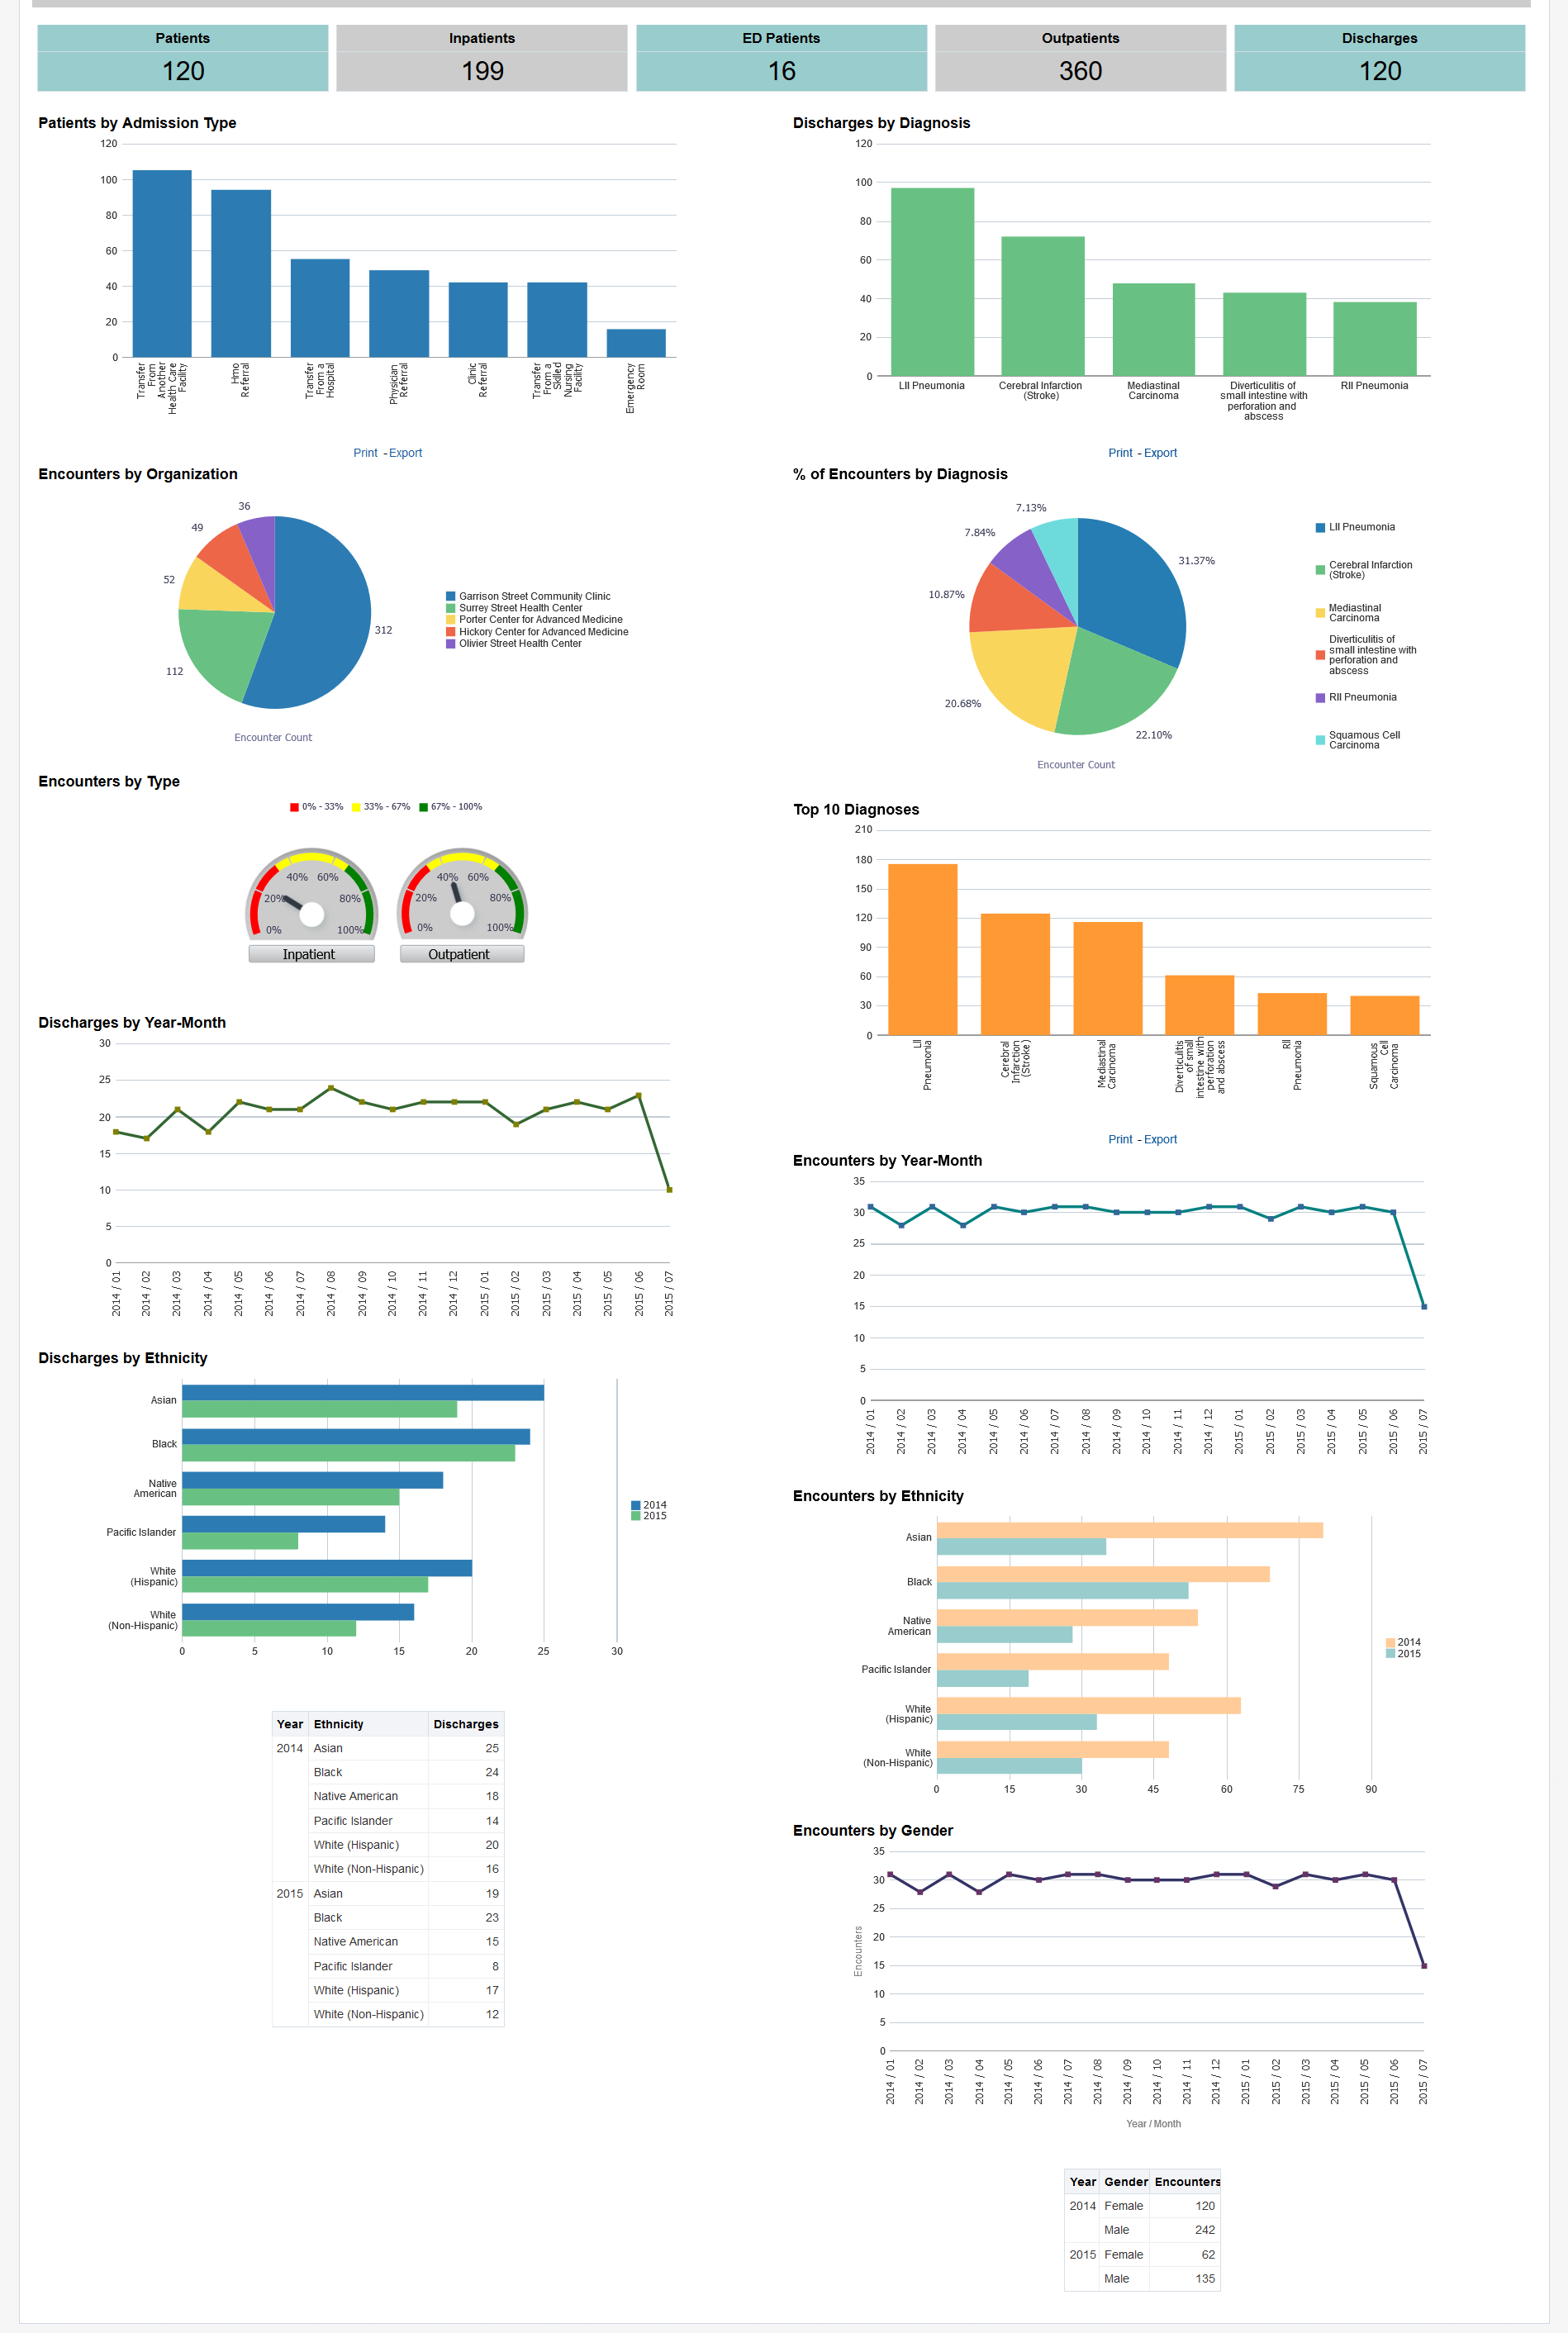 Patients
120
Inpatients
199
ED Patients
16
Outpatients
360
Discharges
120
Patients by Admission Type
120
100
80
60
40
20
0
Transfer
From
Another
Health Care
Facility
Hmo
Referral
Transfer
From a
Hospital
Physician
Referral
Clinic
Referral
Transfer
From a
Skilled
Nursing
Facility
Emergency
Room
Print - Export
Discharges by Diagnosis
120
100
80
60
40
20
0
LII Pneumonia
Cerebral Infarction
(Stroke)
Mediastinal
Carcinoma
Diverticulitis of
small intestine with
perforation and
abscess
RII Pneumonia
Print - Export
Encounters by Organization
36
49
52
112
312
Garrison Street Community Clinic
Surrey Street Health Center
Porter Center for Advanced Medicine
Hickory Center for Advanced Medicine
Olivier Street Health Center
Encounter Count
% of Encounters by Diagnosis
7.13%
7.84%
10.87%
20.68%
22.10%
31.37%
LII Pneumonia
Cerebral Infarction
(Stroke)
Mediastinal
Carcinoma
Diverticulitis of
small intestine with
perforation and
abscess
RII Pneumonia
Squamous Cell
Carcinoma
Encounter Count
Encounters by Type
0% - 33% 33% - 67% 67% - 100%
0%
20%
40%
60%
80%
100%
Inpatient
0%
20%
40%
60%
80%
100%
Outpatient
Top 10 Diagnoses
210
180
150
120
90
60
30
0
LII
Pneumonia
Cerebral
Infarction
(Stroke)
Mediastinal
Carcinoma
Diverticulitis
of small
intestine with
perforation
and abscess
RII
Pneumonia
Squamous
Cell
Carcinoma
Print - Export
Discharges by Year-Month
30
25
20
15
10
5
0
2014 / 01
2014 / 02
2014 / 03
2014 / 04
2014 / 05
2014 / 06
2014 / 07
2014 / 08
2014 / 09
2014 / 10
2014 / 11
2014 / 12
2015 / 01
2015 / 02
2015 / 03
2015 / 04
2015 / 05
2015 / 06
2015 / 07
Encounters by Year-Month
35
30
25
20
15
10
5
0
2014 / 01
2014 / 02
2014 / 03
2014 / 04
2014 / 05
2014 / 06
2014 / 07
2014 / 08
2014 / 09
2014 / 10
2014 / 11
2014 / 12
2015 / 01
2015 / 02
2015 / 03
2015 / 04
2015 / 05
2015 / 06
2015 / 07
Discharges by Ethnicity
Asian
Black
Native
American
Pacific Islander
White
(Hispanic)
White
(Non-Hispanic)
0 5 10 15 20 25 30
2014
2015
Year Ethnicity Discharges
2014 Asian 25
Black 24
Native American 18
Pacific Islander 14
White (Hispanic) 20
White (Non-Hispanic) 16
2015 Asian 19
Black 23
Native American 15
Pacific Islander 8
White (Hispanic) 17
White (Non-Hispanic) 12
Encounters by Ethnicity
Asian
Black
Native
American
Pacific Islander
White
(Hispanic)
White
(Non-Hispanic)
0 15 30 45 60 75 90
2014
2015
Encounters by Gender
35
30
25
20
15
10
5
0
Encounters
2014 / 01
2014 / 02
2014 / 03
2014 / 04
2014 / 05
2014 / 06
2014 / 07
2014 / 08
2014 / 09
2014 / 10
2014 / 11
2014 / 12
2015 / 01
2015 / 02
2015 / 03
2015 / 04
2015 / 05
2015 / 06
2015 / 07
Year / Month
Year Gender Encounters
2014 Female 120
Male 242
2015 Female 62
Male 135